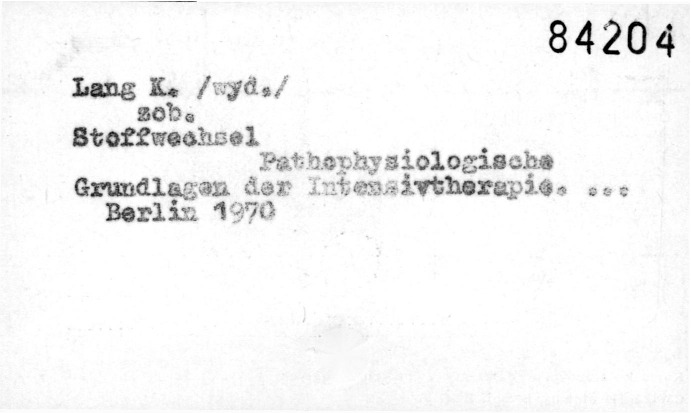 84204
Lang K. /wyd./
zob.
Stoffwechsel
Pathophysiologische
Grundlagen der Intensivtherapie. ...
Berlin 1970